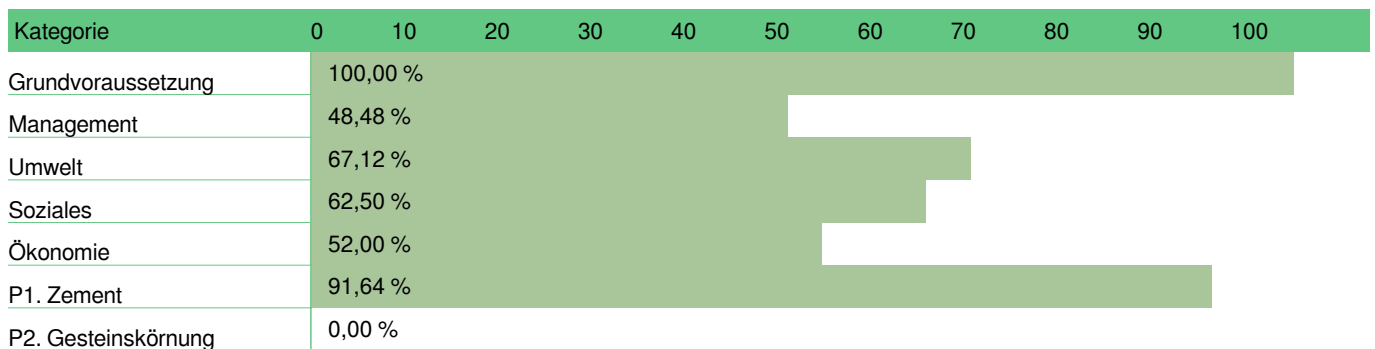 Kategorie 0 10 20 30 40 50 60 70 80 90 100
Grundvoraussetzung 100,00 %
Management 48,48 %
Umwelt 67,12 %
Soziales 62,50 %
Ökonomie 52,00 %
P1. Zement 91,64 %
P2. Gesteinskörnung 0,00 %